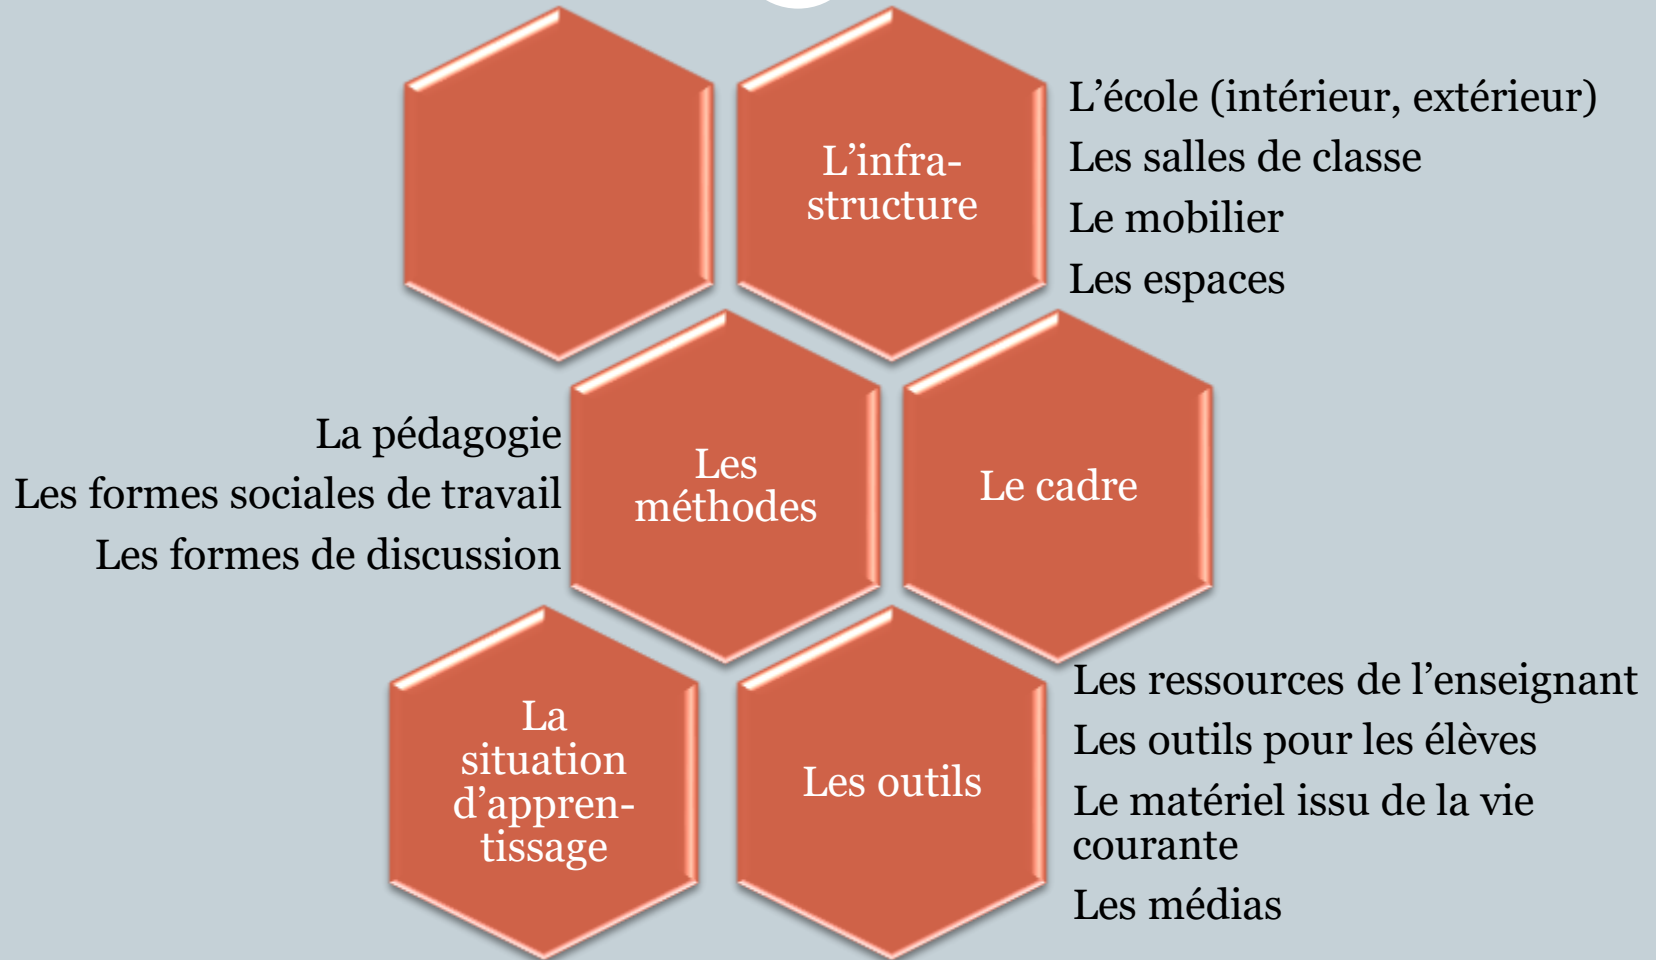 L’infra-
structure
L’école (intérieur, extérieur)
Les salles de classe
Le mobilier
Les espaces
La pédagogie
Les formes sociales de travail
Les formes de discussion
Les
méthodes
Le cadre
La
situation
d’appren-
tissage
Les outils
Les ressources de l’enseignant
Les outils pour les élèves
Le matériel issu de la vie
courante
Les médias